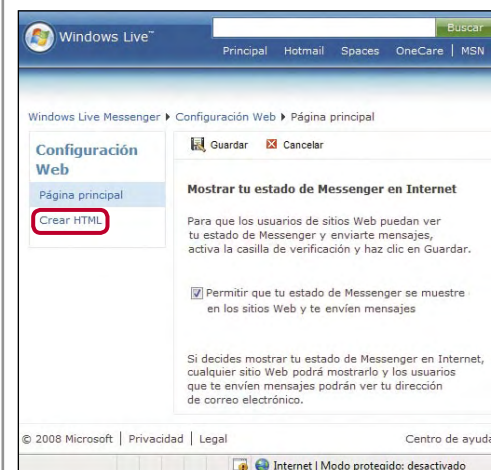 Windows Live™
Buscar
Principal Hotmail Spaces OneCare | MSN
Windows Live Messenger Configuración Web Página principal
Configuración
Web
Página principal
Crear HTML
Guardar Cancelar
Mostrar tu estado de Messenger en Internet
Para que los usuarios de sitios Web puedan ver
tu estado de Messenger y enviarte mensajes,
activa la casilla de verificación y haz clic en Guardar.
Permitir que tu estado de Messenger se muestre
en los sitios Web y te envíen mensajes
Si decides mostrar tu estado de Messenger en Internet,
cualquier sitio Web podrá mostrarlo y los usuarios
que te envíen mensajes podrán ver tu dirección
de correo electrónico.
© 2008 Microsoft | Privacidad | Legal Centro de ayuda
Internet | Modo protegido: desactivado